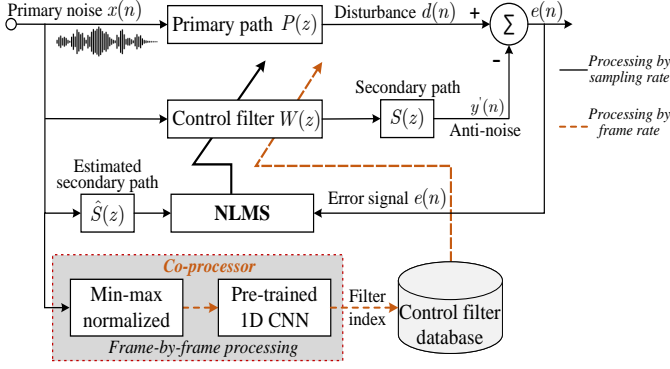 Primary noise x(n)
Primary path P(z)
Disturbance d(n)
+
Σ
e(n)
-
Processing by
sampling rate
Processing by
frame rate
Control filter W(z)
Secondary path
S(z)
y'(n)
Anti-noise
Estimated
secondary path
Ŝ(z)
NLMS
Error signal e(n)
Co-processor
Min-max
normalized
Pre-trained
1D CNN
Filter
index
Control filter
database
Frame-by-frame processing